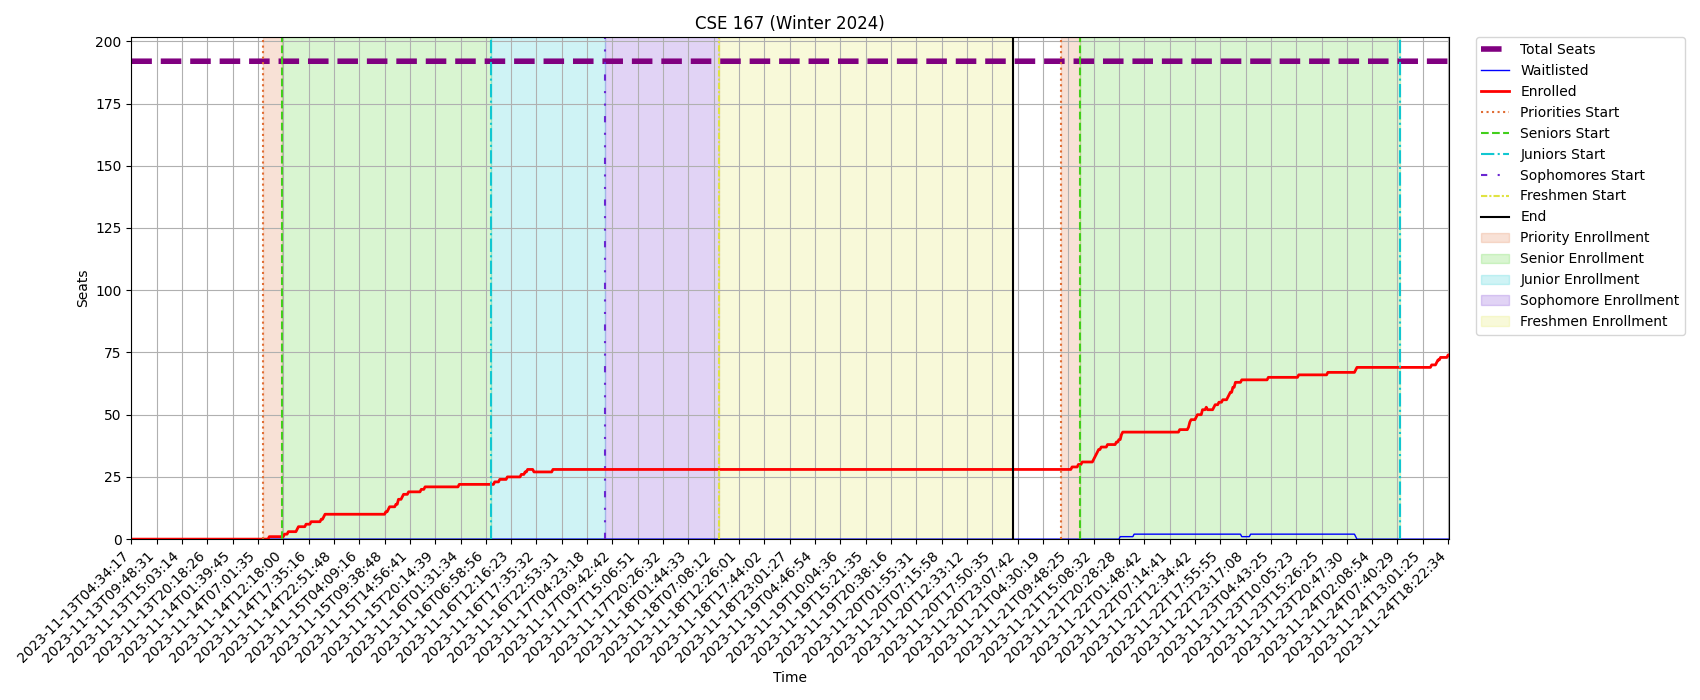 CSE 167 (Winter 2024)
200
175
150
125
100
75
50
25
0
Seats
2023-11-13T04:34:17
2023-11-13T09:48:31
2023-11-13T15:03:14
2023-11-13T20:18:26
2023-11-14T01:39:45
2023-11-14T07:01:35
2023-11-14T12:18:00
2023-11-14T17:35:16
2023-11-14T22:51:48
2023-11-15T04:09:16
2023-11-15T09:38:48
2023-11-15T14:56:41
2023-11-15T20:14:39
2023-11-16T01:31:34
2023-11-16T06:58:56
2023-11-16T12:16:23
2023-11-16T17:35:32
2023-11-16T22:53:31
2023-11-17T04:23:18
2023-11-17T09:42:42
2023-11-17T15:06:51
2023-11-17T20:26:32
2023-11-18T01:44:33
2023-11-18T07:08:12
2023-11-18T12:26:01
2023-11-18T17:44:02
2023-11-18T23:01:27
2023-11-19T04:46:54
2023-11-19T10:04:36
2023-11-19T15:21:35
2023-11-19T20:38:16
2023-11-20T01:55:31
2023-11-20T07:15:58
2023-11-20T12:33:12
2023-11-20T17:50:35
2023-11-20T23:07:42
2023-11-21T04:30:19
2023-11-21T09:48:25
2023-11-21T15:08:32
2023-11-21T20:28:28
2023-11-22T01:48:42
2023-11-22T07:14:41
2023-11-22T12:34:42
2023-11-22T17:55:55
2023-11-22T23:17:08
2023-11-23T04:43:25
2023-11-23T10:05:23
2023-11-23T15:26:25
2023-11-23T20:47:30
2023-11-24T02:08:54
2023-11-24T07:40:29
2023-11-24T13:01:25
2023-11-24T18:22:34
Time
Total Seats
Waitlisted
Enrolled
Priorities Start
Seniors Start
Juniors Start
Sophomores Start
Freshmen Start
End
Priority Enrollment
Senior Enrollment
Junior Enrollment
Sophomore Enrollment
Freshmen Enrollment